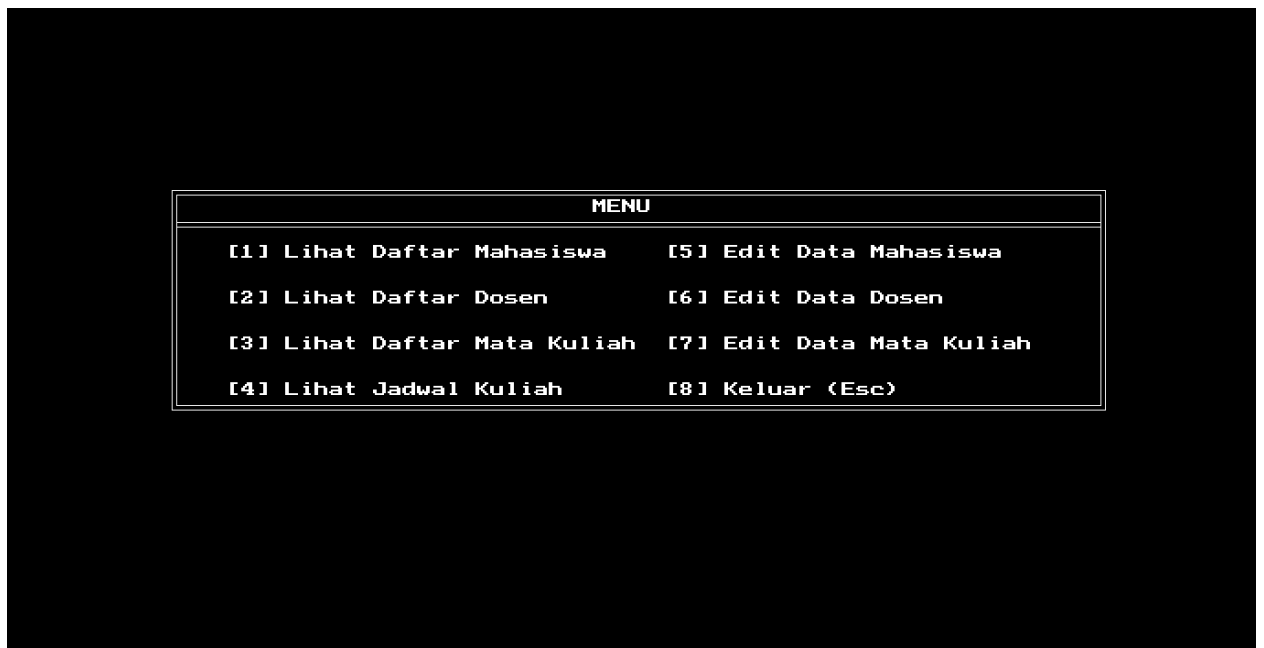 MENU
[1] Lihat Daftar Mahasiswa [5] Edit Data Mahasiswa
[2] Lihat Daftar Dosen [6] Edit Data Dosen
[3] Lihat Daftar Mata Kuliah [7] Edit Data Mata Kuliah
[4] Lihat Jadwal Kuliah [8] Keluar (Esc)